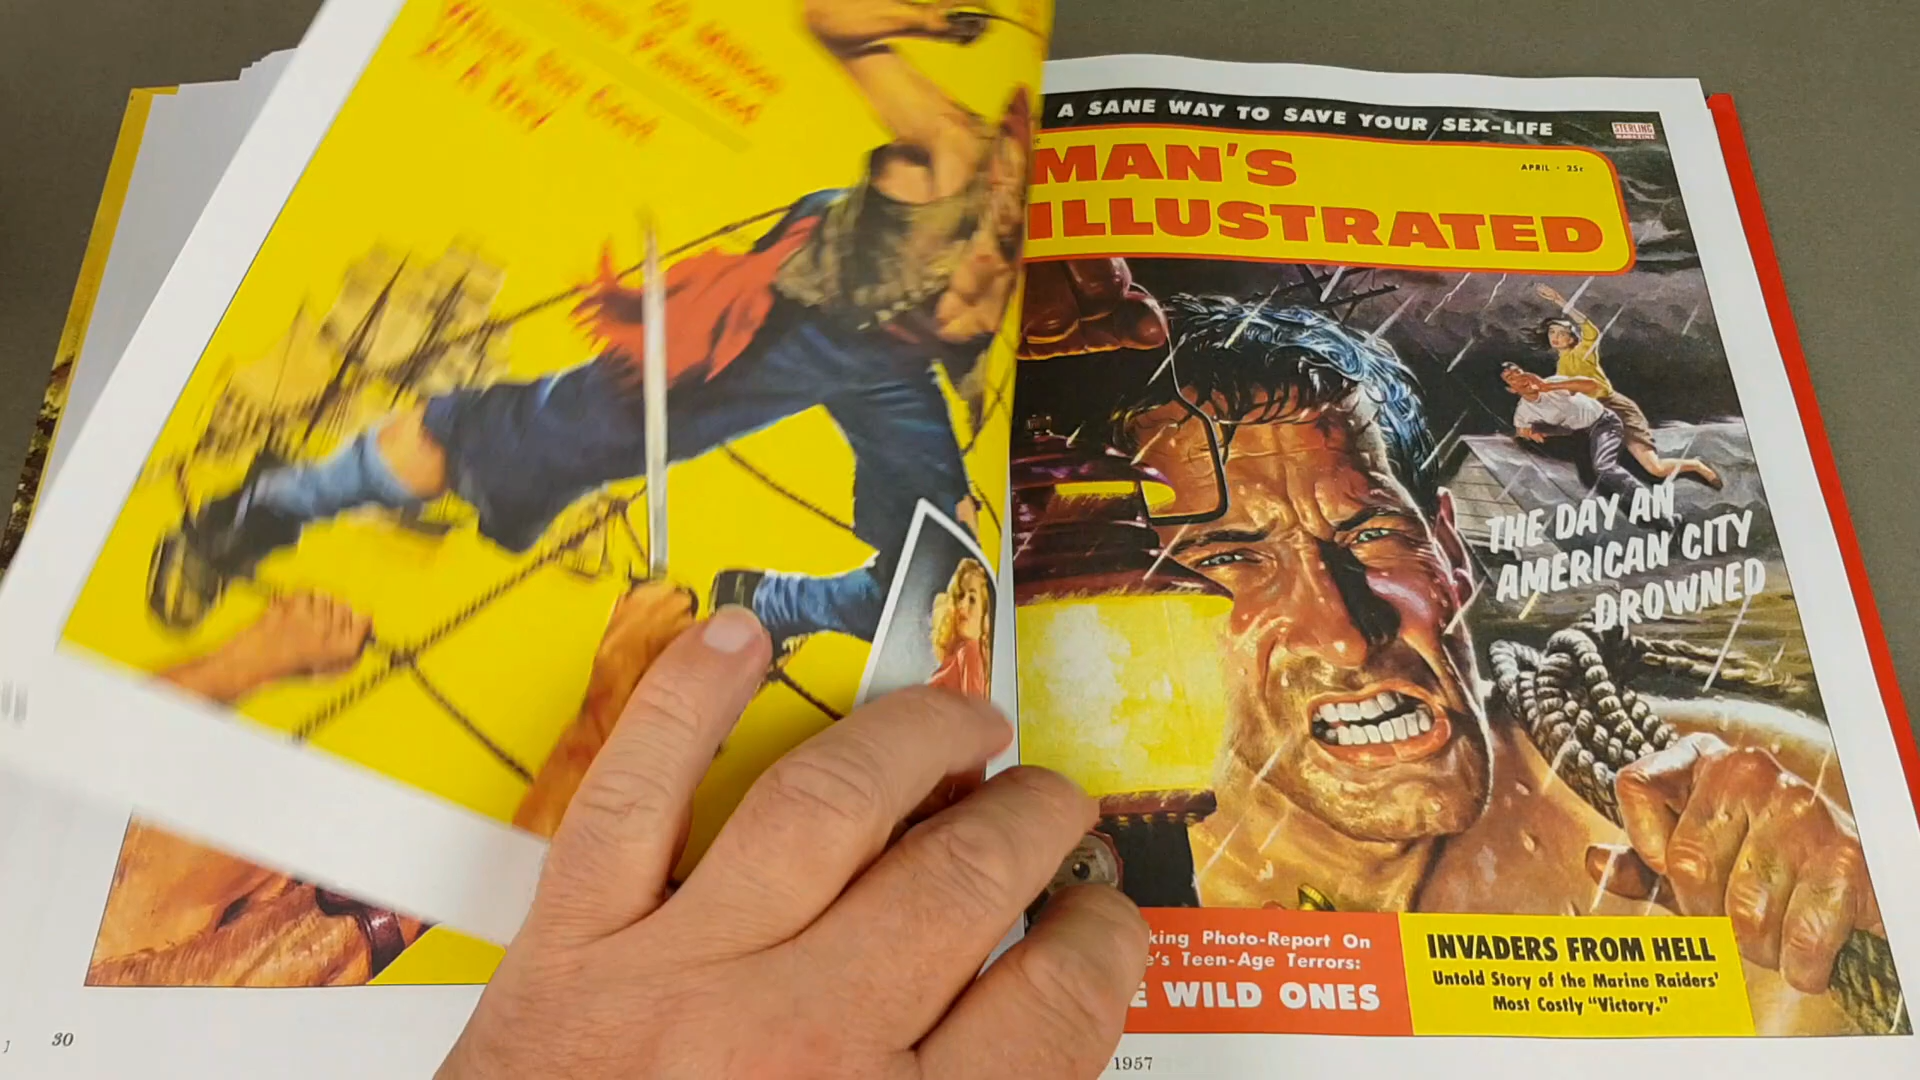 A SANE WAY TO SAVE YOUR SEX-LIFE
STERLING
MAGAZINE
MAN'S
APRIL · 25¢
ILLUSTRATED
THE DAY AN
AMERICAN CITY
DROWNED
Photo-Report On
Teen-Age Terrors:
WILD ONES
INVADERS FROM HELL
Untold Story of the Marine Raiders'
Most Costly "Victory."
30
1957